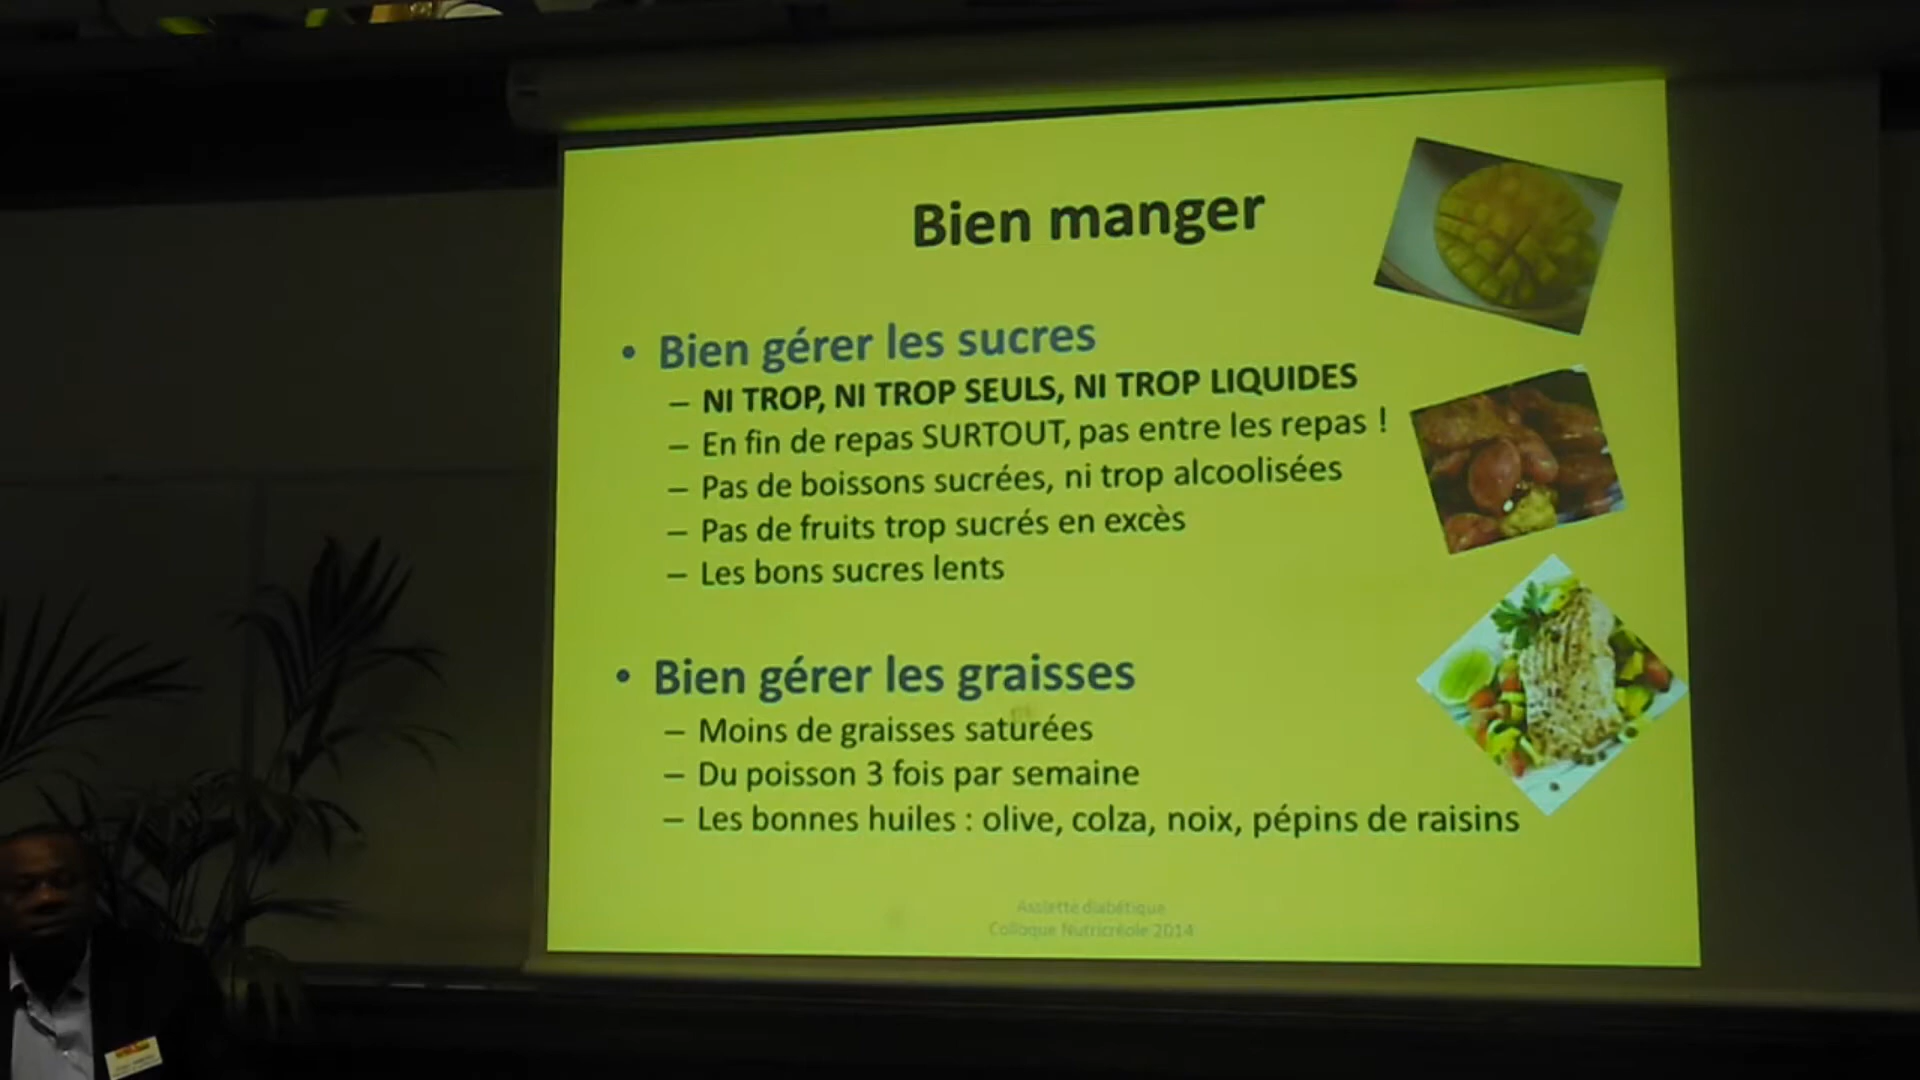 Bien manger
• Bien gérer les sucres
– NI TROP, NI TROP SEULS, NI TROP LIQUIDES
– En fin de repas SURTOUT, pas entre les repas !
– Pas de boissons sucrées, ni trop alcoolisées
– Pas de fruits trop sucrés en excès
– Les bons sucres lents
• Bien gérer les graisses
– Moins de graisses saturées
– Du poisson 3 fois par semaine
– Les bonnes huiles : olive, colza, noix, pépins de raisins
Assiette diabétique
Colloque Nutricréole 2014